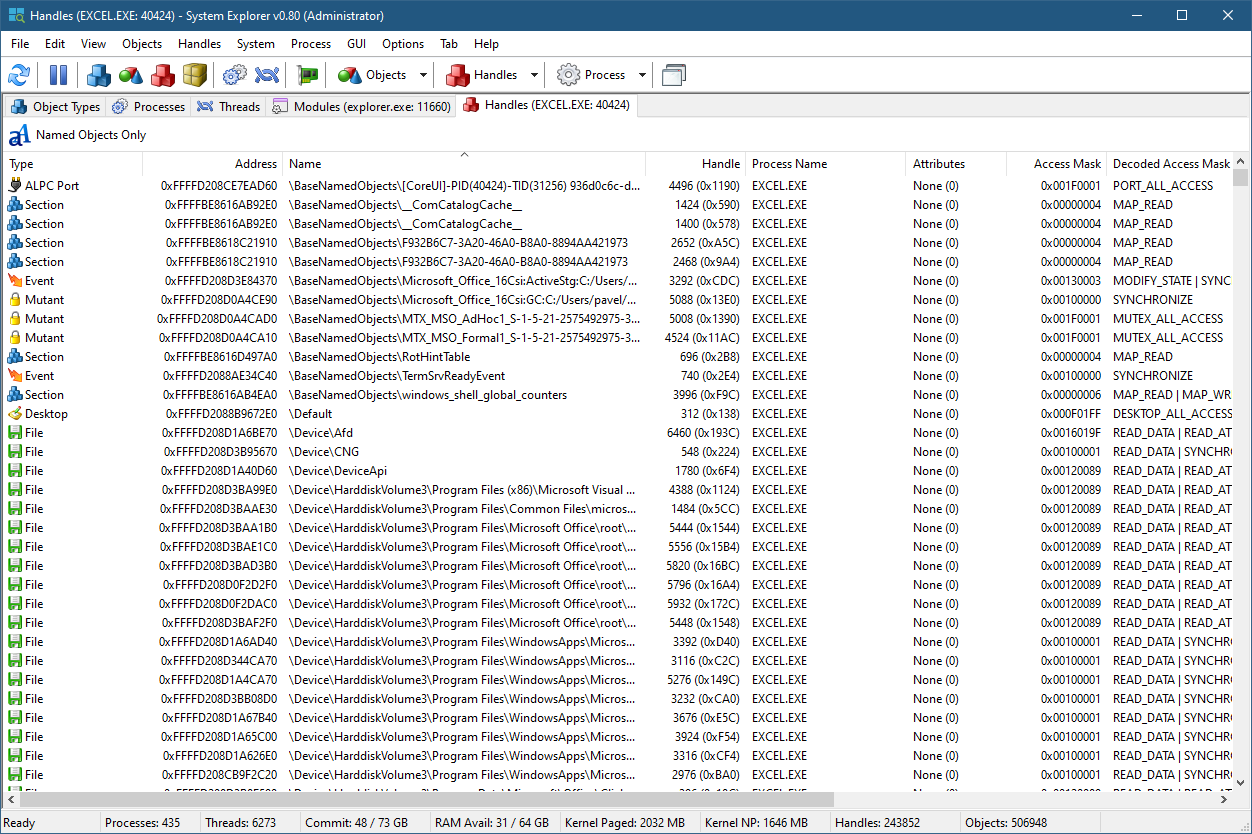 Handles (EXCEL.EXE: 40424) - System Explorer v0.80 (Administrator)
File Edit View Objects Handles System Process GUI Options Tab Help
Objects Handles Process
Object Types Processes Threads Modules (explorer.exe: 11660) Handles (EXCEL.EXE: 40424)
Named Objects Only
Type Address Name Handle Process Name Attributes Access Mask Decoded Access Mask
ALPC Port 0xFFFFD208CE7EAD60 \BaseNamedObjects\[CoreUI]-PID(40424)-TID(31256) 936d0c6c-d... 4496 (0x1190) EXCEL.EXE None (0) 0x001F0001 PORT_ALL_ACCESS
Section 0xFFFFBE8616AB92E0 \BaseNamedObjects\__ComCatalogCache__ 1424 (0x590) EXCEL.EXE None (0) 0x00000004 MAP_READ
Section 0xFFFFBE8616AB92E0 \BaseNamedObjects\__ComCatalogCache__ 1400 (0x578) EXCEL.EXE None (0) 0x00000004 MAP_READ
Section 0xFFFFBE8618C21910 \BaseNamedObjects\F932B6C7-3A20-46A0-B8A0-8894AA421973 2652 (0xA5C) EXCEL.EXE None (0) 0x00000004 MAP_READ
Section 0xFFFFBE8618C21910 \BaseNamedObjects\F932B6C7-3A20-46A0-B8A0-8894AA421973 2468 (0x9A4) EXCEL.EXE None (0) 0x00000004 MAP_READ
Event 0xFFFFD208D3E84370 \BaseNamedObjects\Microsoft_Office_16Csi:ActiveStg:C:/Users/... 3292 (0xCDC) EXCEL.EXE None (0) 0x00130003 MODIFY_STATE | SYNC
Mutant 0xFFFFD208D0A4CE90 \BaseNamedObjects\Microsoft_Office_16Csi:GC:C:/Users/pavel/... 5088 (0x13E0) EXCEL.EXE None (0) 0x00100000 SYNCHRONIZE
Mutant 0xFFFFD208D0A4CAD0 \BaseNamedObjects\MTX_MSO_AdHoc1_S-1-5-21-2575492975-3... 5008 (0x1390) EXCEL.EXE None (0) 0x001F0001 MUTEX_ALL_ACCESS
Mutant 0xFFFFD208D0A4CA10 \BaseNamedObjects\MTX_MSO_Formal1_S-1-5-21-2575492975-3... 4524 (0x11AC) EXCEL.EXE None (0) 0x001F0001 MUTEX_ALL_ACCESS
Section 0xFFFFBE8616D497A0 \BaseNamedObjects\RotHintTable 696 (0x2B8) EXCEL.EXE None (0) 0x00000004 MAP_READ
Event 0xFFFFD2088AE34C40 \BaseNamedObjects\TermSrvReadyEvent 740 (0x2E4) EXCEL.EXE None (0) 0x00100000 SYNCHRONIZE
Section 0xFFFFBE8616AB4EA0 \BaseNamedObjects\windows_shell_global_counters 3996 (0xF9C) EXCEL.EXE None (0) 0x00000006 MAP_READ | MAP_WR
Desktop 0xFFFFD2088B9672E0 \Default 312 (0x138) EXCEL.EXE None (0) 0x000F01FF DESKTOP_ALL_ACCESS
File 0xFFFFD208D1A6BE70 \Device\Afd 6460 (0x193C) EXCEL.EXE None (0) 0x0016019F READ_DATA | READ_AT
File 0xFFFFD208D3B95670 \Device\CNG 548 (0x224) EXCEL.EXE None (0) 0x00100001 READ_DATA | SYNCHR
File 0xFFFFD208D1A40D60 \Device\DeviceApi 1780 (0x6F4) EXCEL.EXE None (0) 0x00120089 READ_DATA | READ_AT
File 0xFFFFD208D3BA99E0 \Device\HarddiskVolume3\Program Files (x86)\Microsoft Visual ... 4388 (0x1124) EXCEL.EXE None (0) 0x00120089 READ_DATA | READ_AT
File 0xFFFFD208D3BAAE30 \Device\HarddiskVolume3\Program Files\Common Files\micros... 1484 (0x5CC) EXCEL.EXE None (0) 0x00120089 READ_DATA | READ_AT
File 0xFFFFD208D3BAA1B0 \Device\HarddiskVolume3\Program Files\Microsoft Office\root\... 5444 (0x1544) EXCEL.EXE None (0) 0x00120089 READ_DATA | READ_AT
File 0xFFFFD208D3BAE1C0 \Device\HarddiskVolume3\Program Files\Microsoft Office\root\... 5556 (0x15B4) EXCEL.EXE None (0) 0x00120089 READ_DATA | READ_AT
File 0xFFFFD208D3BAD3B0 \Device\HarddiskVolume3\Program Files\Microsoft Office\root\... 5820 (0x16BC) EXCEL.EXE None (0) 0x00120089 READ_DATA | READ_AT
File 0xFFFFD208D0F2D2F0 \Device\HarddiskVolume3\Program Files\Microsoft Office\root\... 5796 (0x16A4) EXCEL.EXE None (0) 0x00120089 READ_DATA | READ_AT
File 0xFFFFD208D0F2DAC0 \Device\HarddiskVolume3\Program Files\Microsoft Office\root\... 5932 (0x172C) EXCEL.EXE None (0) 0x00120089 READ_DATA | READ_AT
File 0xFFFFD208D3BAF2F0 \Device\HarddiskVolume3\Program Files\Microsoft Office\root\... 5448 (0x1548) EXCEL.EXE None (0) 0x00120089 READ_DATA | READ_AT
File 0xFFFFD208D1A6AD40 \Device\HarddiskVolume3\Program Files\WindowsApps\Micros... 3392 (0xD40) EXCEL.EXE None (0) 0x00100001 READ_DATA | SYNCHR
File 0xFFFFD208D344CA70 \Device\HarddiskVolume3\Program Files\WindowsApps\Micros... 3116 (0xC2C) EXCEL.EXE None (0) 0x00100001 READ_DATA | SYNCHR
File 0xFFFFD208D1A4CA70 \Device\HarddiskVolume3\Program Files\WindowsApps\Micros... 5276 (0x149C) EXCEL.EXE None (0) 0x00100001 READ_DATA | SYNCHR
File 0xFFFFD208D3BB08D0 \Device\HarddiskVolume3\Program Files\WindowsApps\Micros... 3232 (0xCA0) EXCEL.EXE None (0) 0x00100001 READ_DATA | SYNCHR
File 0xFFFFD208D1A67B40 \Device\HarddiskVolume3\Program Files\WindowsApps\Micros... 3676 (0xE5C) EXCEL.EXE None (0) 0x00100001 READ_DATA | SYNCHR
File 0xFFFFD208D1A65C00 \Device\HarddiskVolume3\Program Files\WindowsApps\Micros... 3924 (0xF54) EXCEL.EXE None (0) 0x00100001 READ_DATA | SYNCHR
File 0xFFFFD208D1A626E0 \Device\HarddiskVolume3\Program Files\WindowsApps\Micros... 3316 (0xCF4) EXCEL.EXE None (0) 0x00100001 READ_DATA | SYNCHR
File 0xFFFFD208CB9F2C20 \Device\HarddiskVolume3\Program Files\WindowsApps\Micros... 2976 (0xBA0) EXCEL.EXE None (0) 0x00100001 READ_DATA | SYNCHR
Ready Processes: 435 Threads: 6273 Commit: 48 / 73 GB RAM Avail: 31 / 64 GB Kernel Paged: 2032 MB Kernel NP: 1646 MB Handles: 243852 Objects: 506948